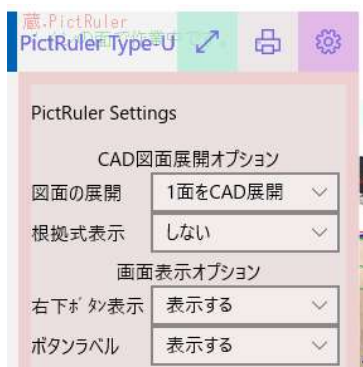 蔵.PictRuler
PictRuler Type-U
PictRuler Settings
CAD図面展開オプション
図面の展開 1面をCAD展開
根拠式表示 しない
画面表示オプション
右下ボタン表示 表示する
ボタンラベル 表示する